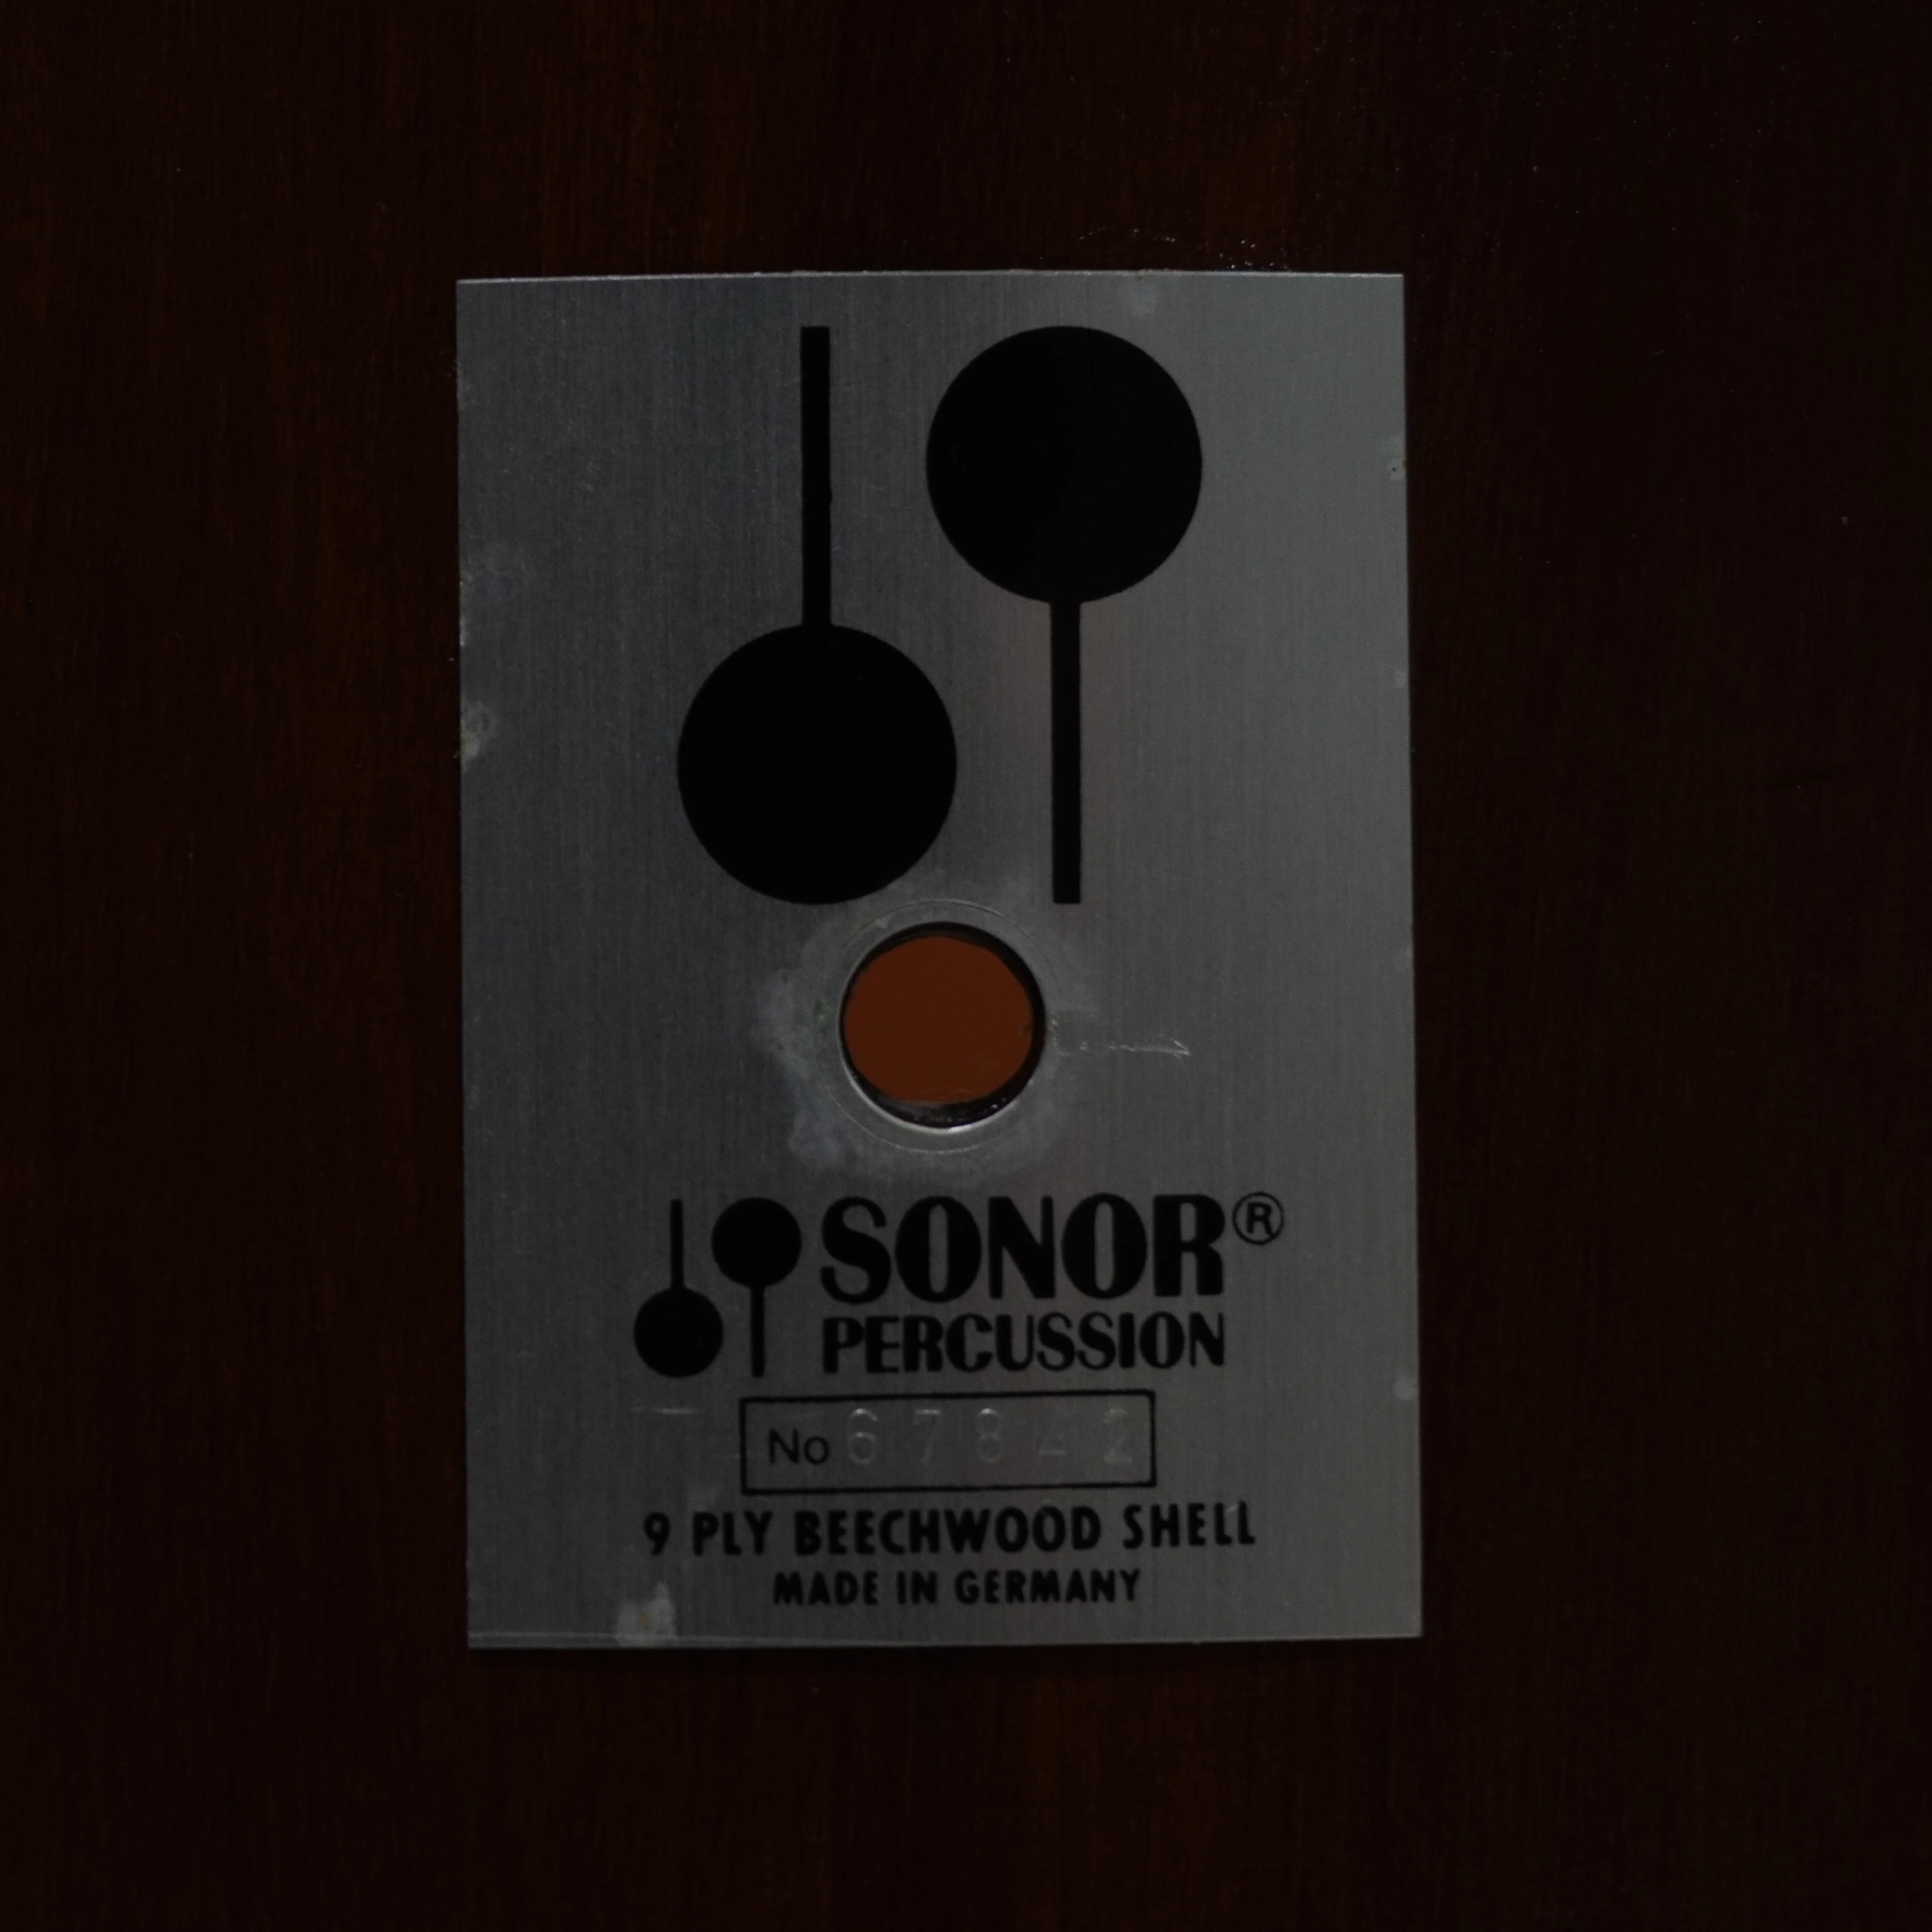 SONOR®
PERCUSSION
No 67842
9 PLY BEECHWOOD SHELL
MADE IN GERMANY